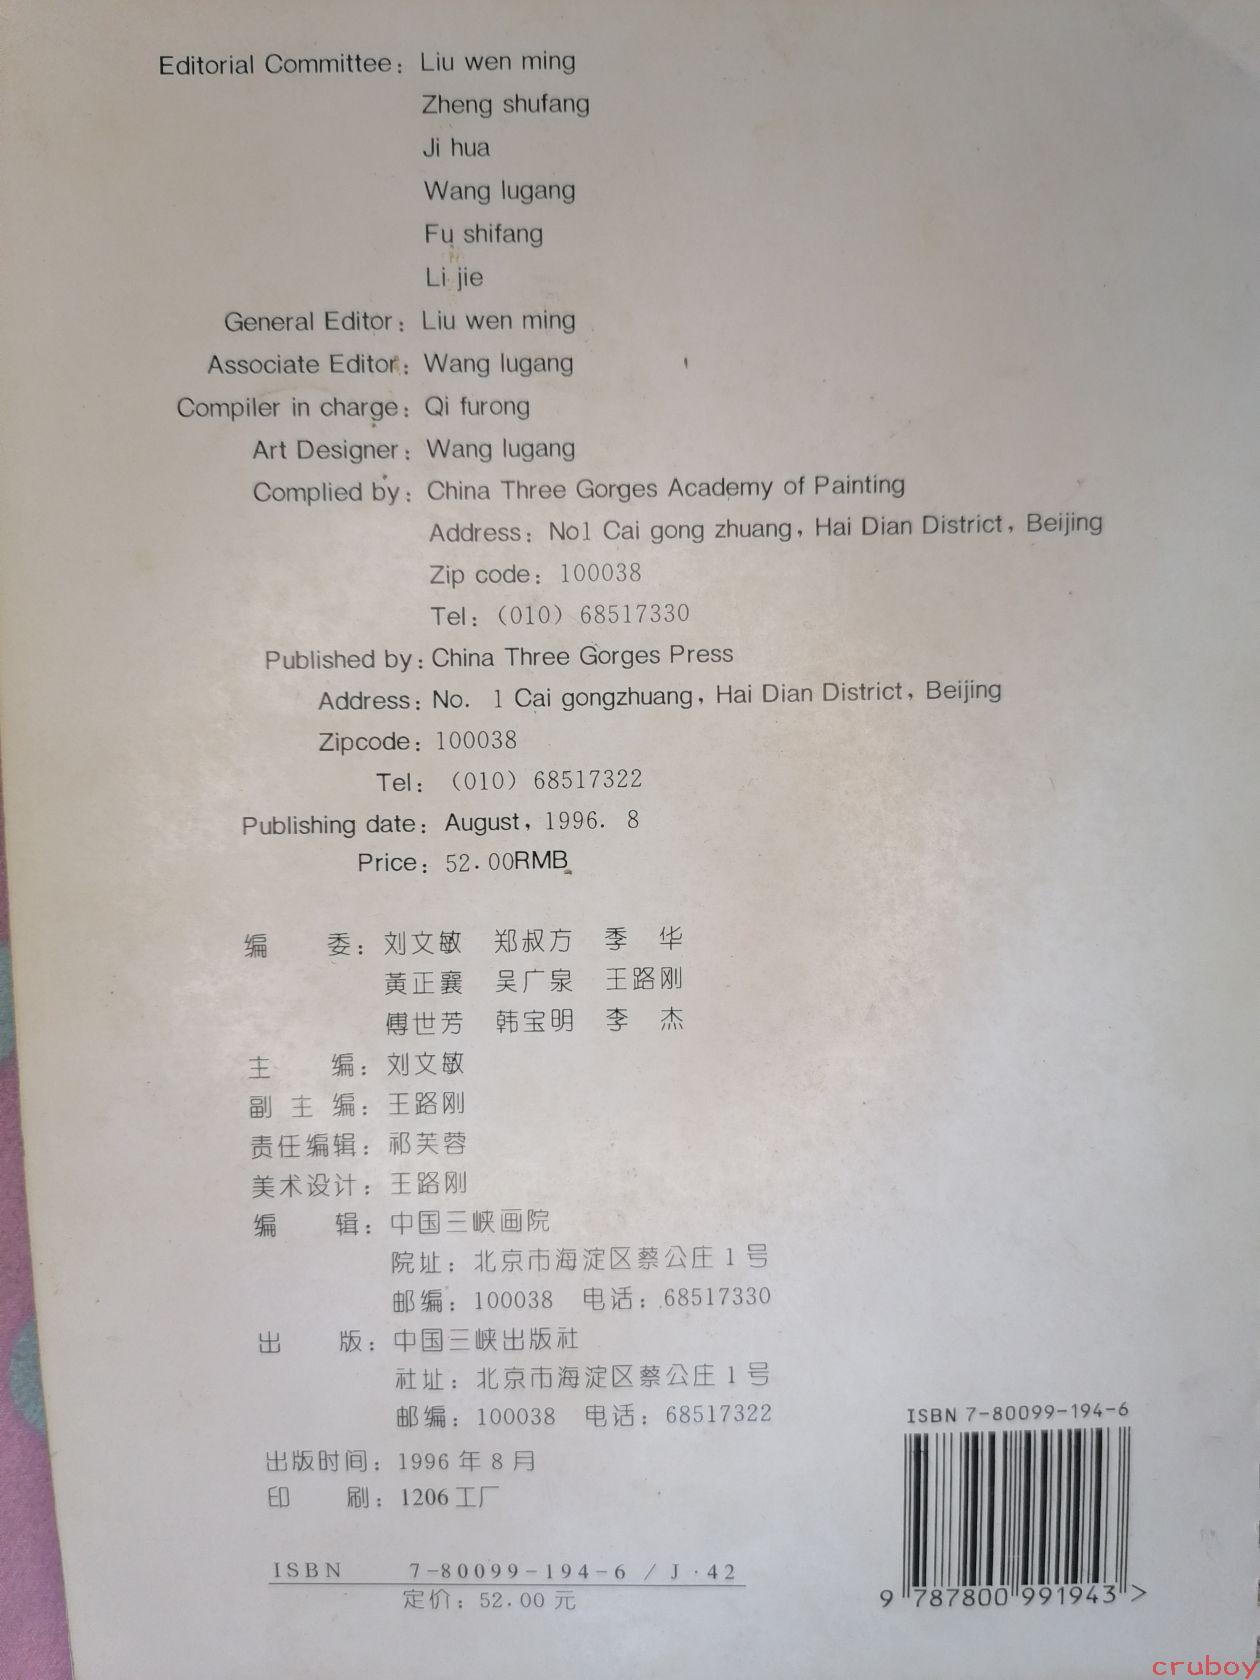 Editorial Committee: Liu wen ming
Zheng shufang
Ji hua
Wang lugang
Fu shifang
Li jie
General Editor: Liu wen ming
Associate Editor: Wang lugang
Compiler in charge: Qi furong
Art Designer: Wang lugang
Complied by: China Three Gorges Academy of Painting
Address: No1 Cai gong zhuang, Hai Dian District, Beijing
Zip code: 100038
Tel: (010) 68517330
Published by: China Three Gorges Press
Address: No. 1 Cai gongzhuang, Hai Dian District, Beijing
Zipcode: 100038
Tel: (010) 68517322
Publishing date: August, 1996. 8
Price: 52.00RMB
编 委: 刘文敏 郑叔方 季 华
黄正襄 吴广泉 王路刚
傅世芳 韩宝明 李 杰
主 编: 刘文敏
副 主 编: 王路刚
责任编辑: 祁芙蓉
美术设计: 王路刚
编 辑: 中国三峡画院
院址: 北京市海淀区蔡公庄 1 号
邮编: 100038 电话: 68517330
出 版: 中国三峡出版社
社址: 北京市海淀区蔡公庄 1 号
邮编: 100038 电话: 68517322
出版时间: 1996 年 8 月
印 刷: 1206 工厂
ISBN 7-80099-194-6 / J · 42
定价: 52.00 元
ISBN 7-80099-194-6
9 787800 991943 >
cruboy